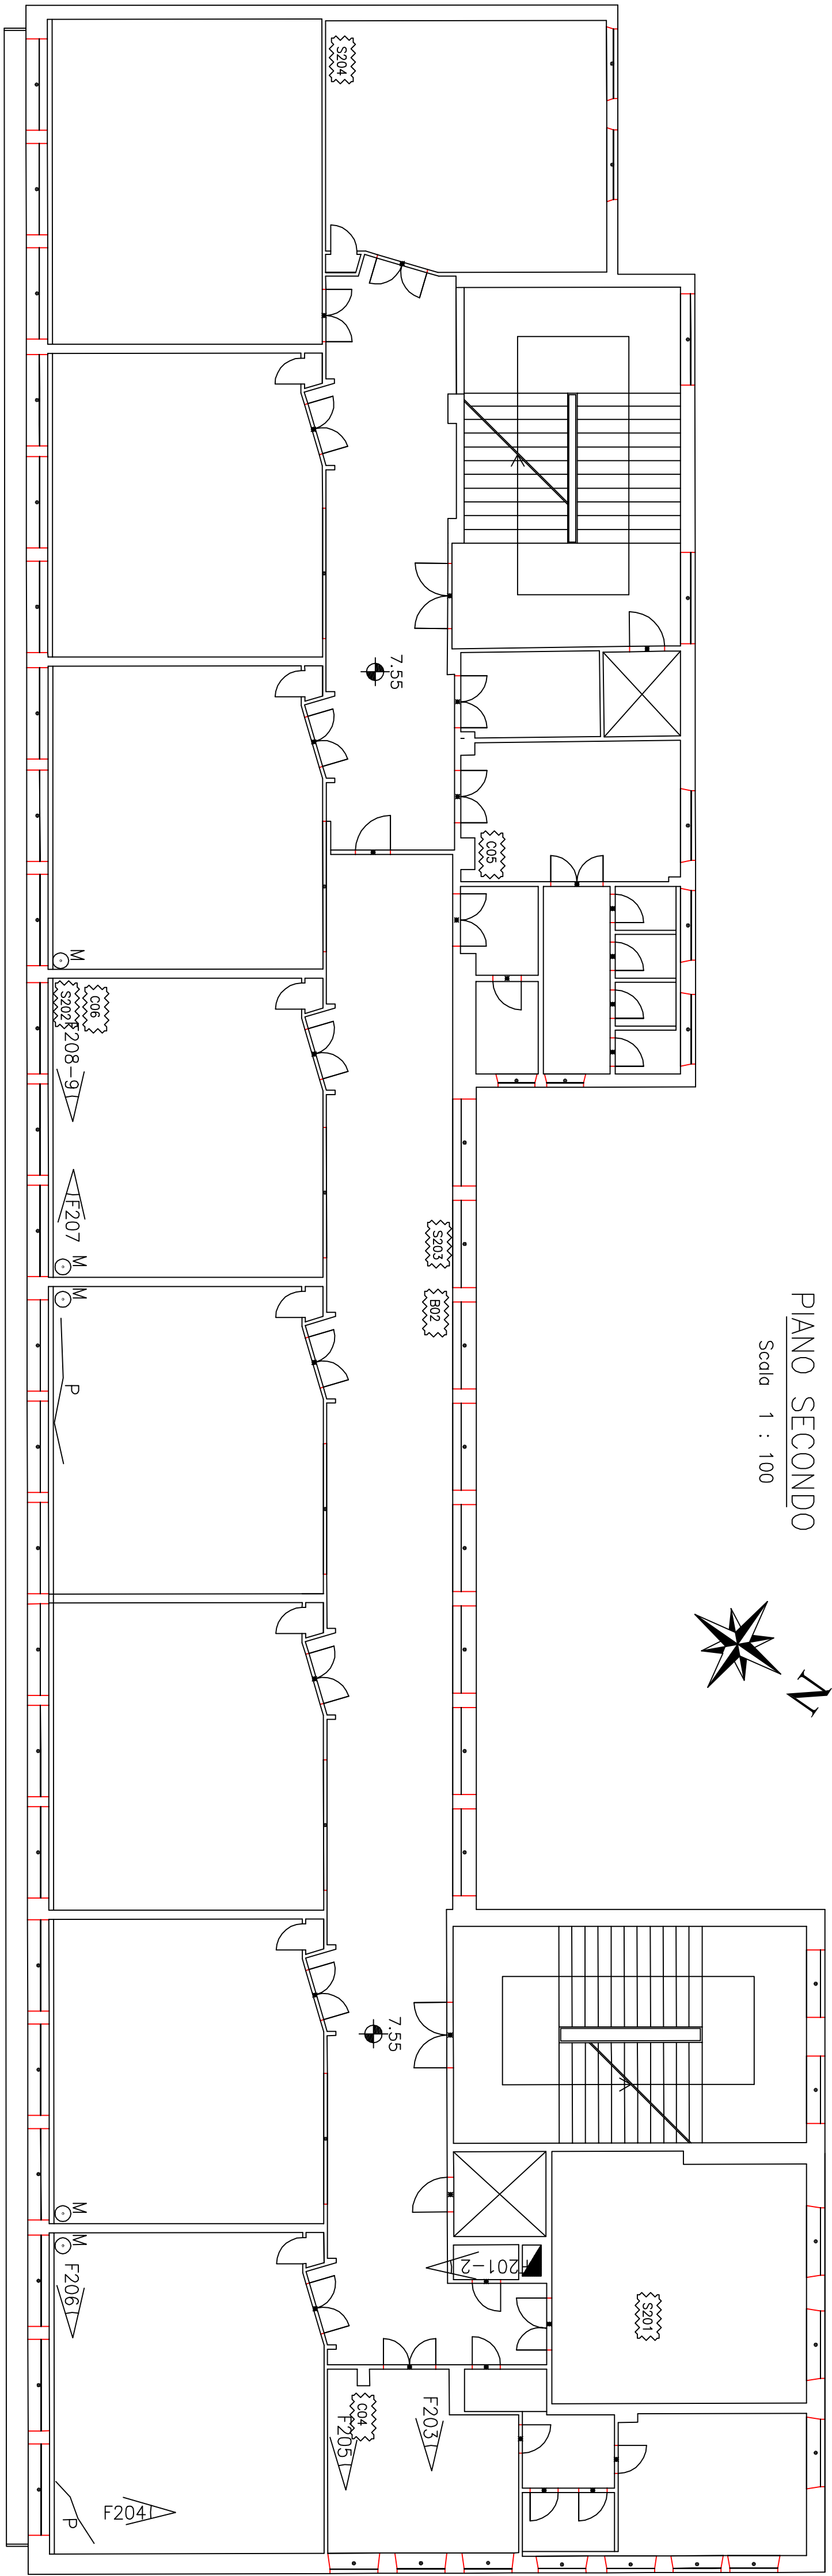 S204
7.55
C05
M
C06
S202
F208-9
F207
M
M
S203
B02
P
PIANO SECONDO
Scala 1 : 100
N
7.55
M
M
F206
F201-2
S201
C04
F205
F203
F204
P